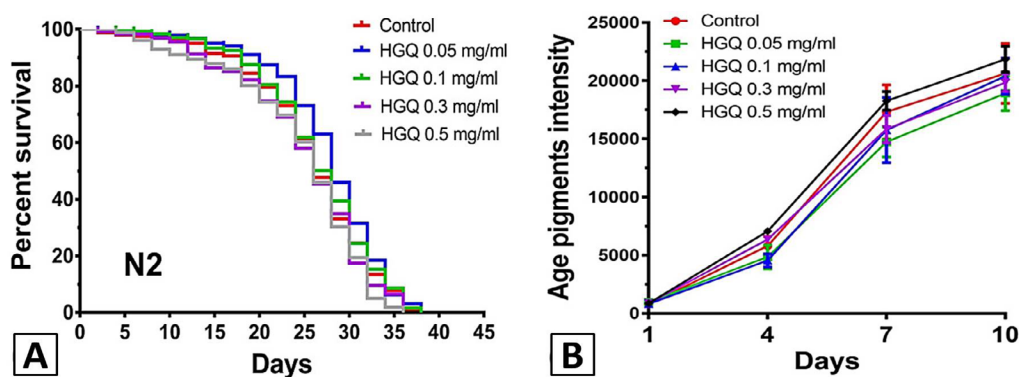 100
80
60
40
20
0
Percent survival
0 5 10 15 20 25 30 35 40 45
Days
Control
HGQ 0.05 mg/ml
HGQ 0.1 mg/ml
HGQ 0.3 mg/ml
HGQ 0.5 mg/ml
N2
A
25000
20000
15000
10000
5000
0
Age pigments intensity
1 4 7 10
Days
Control
HGQ 0.05 mg/ml
HGQ 0.1 mg/ml
HGQ 0.3 mg/ml
HGQ 0.5 mg/ml
B